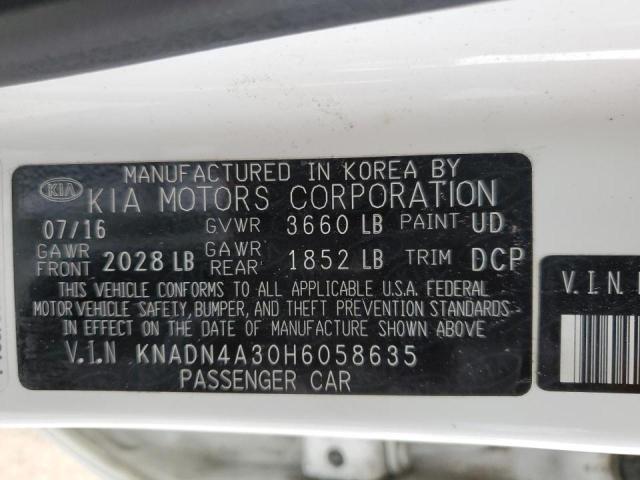 MANUFACTURED IN KOREA BY
KIA KIA MOTORS CORPORATION
07/16 GVWR 3660 LB PAINT UD
GAWR FRONT 2028 LB GAWR REAR 1852 LB TRIM DCP
THIS VEHICLE CONFORMS TO ALL APPLICABLE U.S.A. FEDERAL
MOTOR VEHICLE SAFETY, BUMPER, AND THEFT PREVENTION STANDARDS
IN EFFECT ON THE DATE OF MANUFACTURE SHOWN ABOVE.
V.I.N KNADN4A30H6058635
PASSENGER CAR
V.I.N